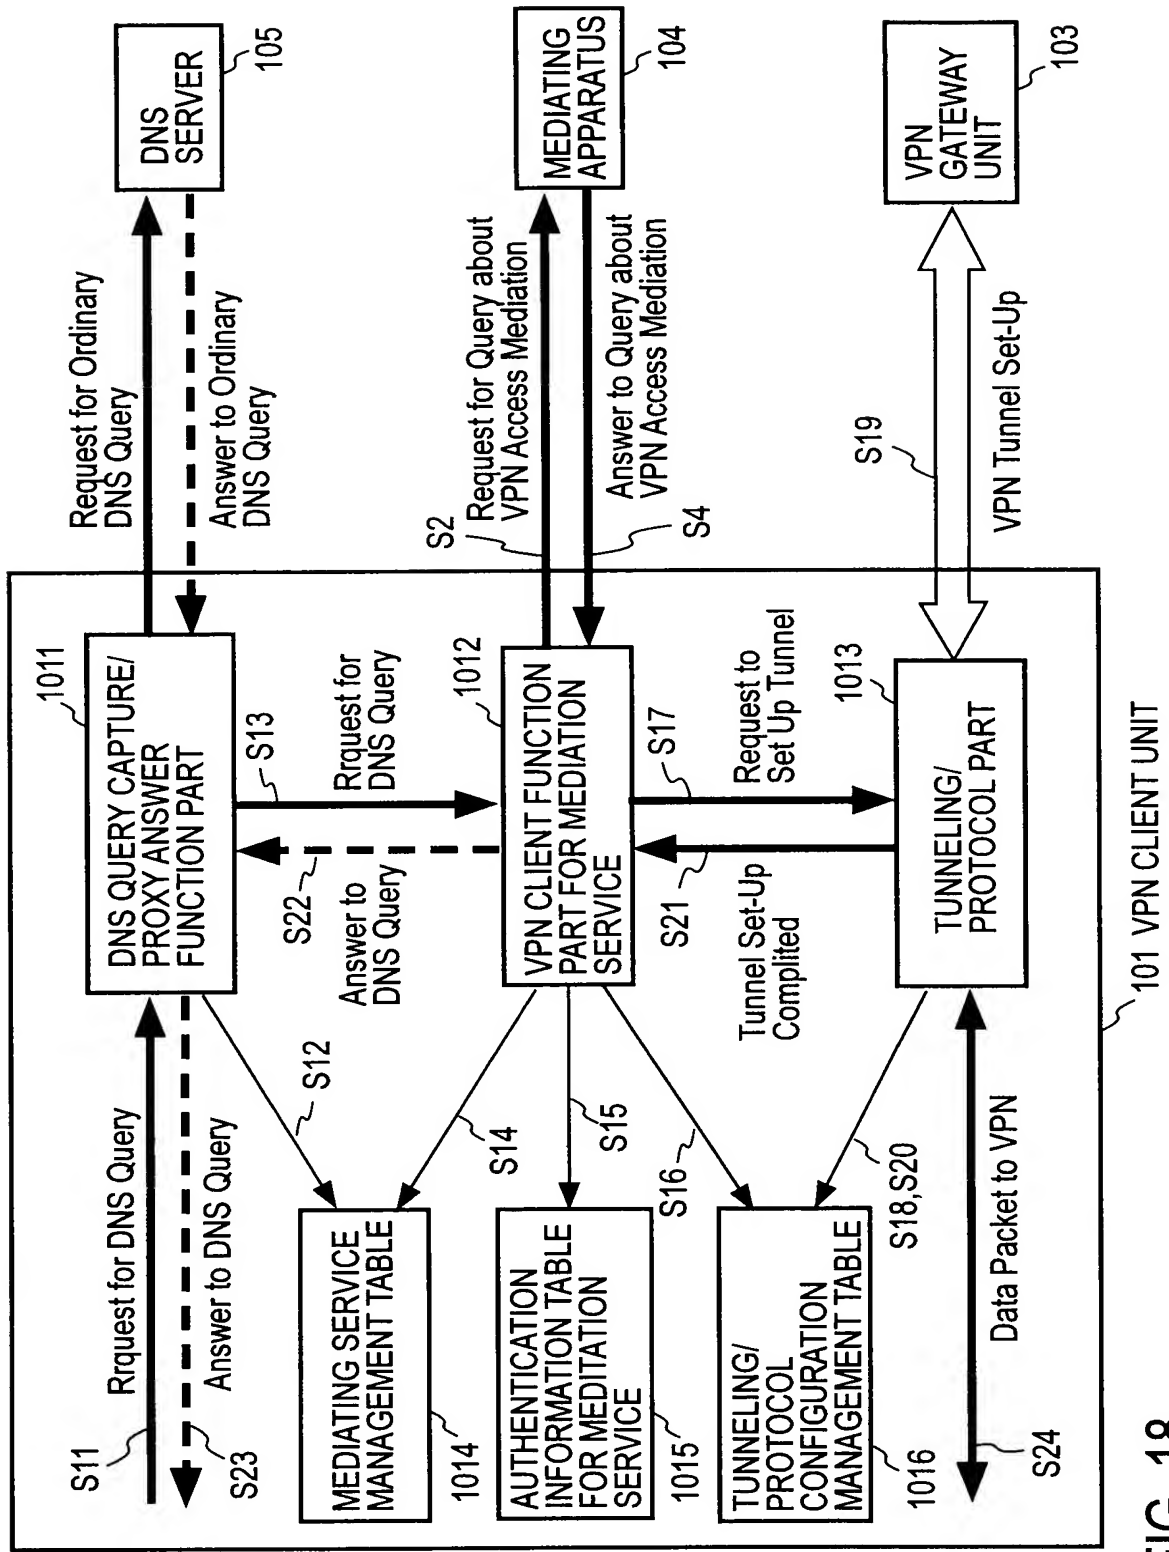 Rrquest for DNS Query
S11
Answer to DNS Query
S23
1011
DNS QUERY CAPTURE/
PROXY ANSWER
FUNCTION PART
Request for Ordinary
DNS Query
Answer to Ordinary
DNS Query
DNS
SERVER
105
S12
S13
Rrquest for
DNS Query
S22
Answer to
DNS Query
MEDIATING SERVICE
MANAGEMENT TABLE
1014
S14
1012
VPN CLIENT FUNCTION
PART FOR MEDIATION
SERVICE
S2
Request for Query about
VPN Access Mediation
Answer to Query about
VPN Access Mediation
S4
MEDIATING
APPARATUS
104
AUTHENTICATION
INFORMATION TABLE
FOR MEDITATION
SERVICE
1015
S15
S16
S17
Request to
Set Up Tunnel
S21
Tunnel Set-Up
Complited
TUNNELING/
PROTOCOL
CONFIGURATION
MANAGEMENT TABLE
1016
S18,S20
1013
TUNNELING/
PROTOCOL PART
S19
VPN Tunnel Set-Up
VPN
GATEWAY
UNIT
103
Data Packet to VPN
S24
101 VPN CLIENT UNIT
FIG. 18